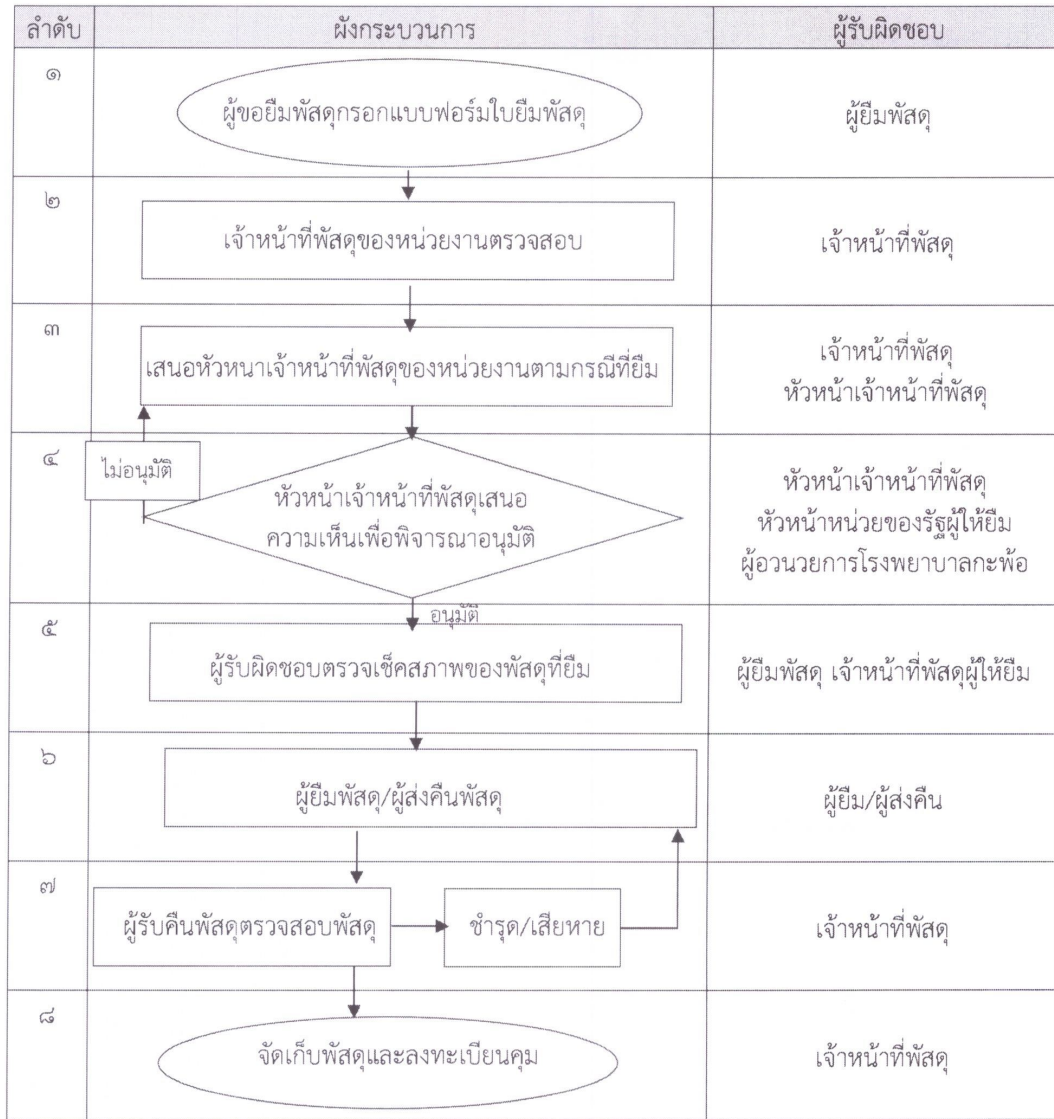 ลำดับ ผังกระบวนการ ผู้รับผิดชอบ
๑
ผู้ขอยืมพัสดุกรอกแบบฟอร์มใบยืมพัสดุ
ผู้ยืมพัสดุ
๒
เจ้าหน้าที่พัสดุของหน่วยงานตรวจสอบ
เจ้าหน้าที่พัสดุ
๓
เสนอหัวหนาเจ้าหน้าที่พัสดุของหน่วยงานตามกรณีที่ยืม
เจ้าหน้าที่พัสดุ
หัวหน้าเจ้าหน้าที่พัสดุ
๔
ไม่อนุมัติ
หัวหน้าเจ้าหน้าที่พัสดุเสนอ
ความเห็นเพื่อพิจารณาอนุมัติ
หัวหน้าเจ้าหน้าที่พัสดุ
หัวหน้าหน่วยของรัฐผู้ให้ยืม
ผู้อวนวยการโรงพยาบาลกะพ้อ
อนุมัติ
๕
ผู้รับผิดชอบตรวจเช็คสภาพของพัสดุที่ยืม
ผู้ยืมพัสดุ เจ้าหน้าที่พัสดุผู้ให้ยืม
๖
ผู้ยืมพัสดุ/ผู้ส่งคืนพัสดุ
ผู้ยืม/ผู้ส่งคืน
๗
ผู้รับคืนพัสดุตรวจสอบพัสดุ
ชำรุด/เสียหาย
เจ้าหน้าที่พัสดุ
๘
จัดเก็บพัสดุและลงทะเบียนคุม
เจ้าหน้าที่พัสดุ